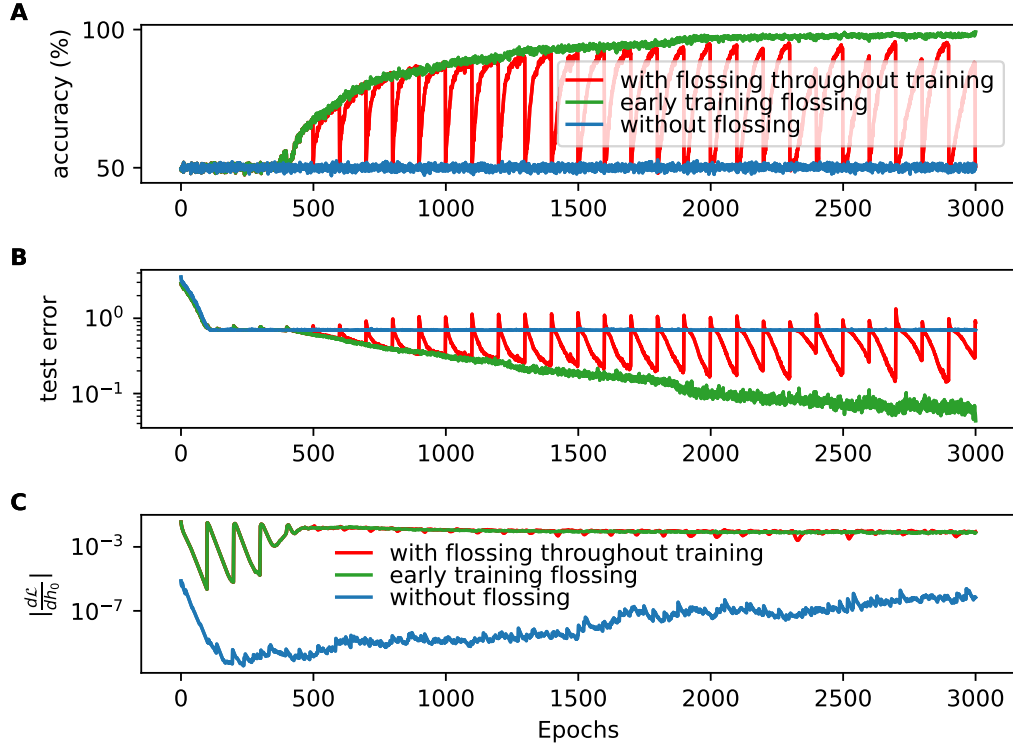 A
accuracy (%)
100
50
with flossing throughout training
early training flossing
without flossing
0 500 1000 1500 2000 2500 3000
B
test error
10⁰
10⁻¹
0 500 1000 1500 2000 2500 3000
C
|dℒ/dh₀|
10⁻³
10⁻⁷
with flossing throughout training
early training flossing
without flossing
0 500 1000 1500 2000 2500 3000
Epochs